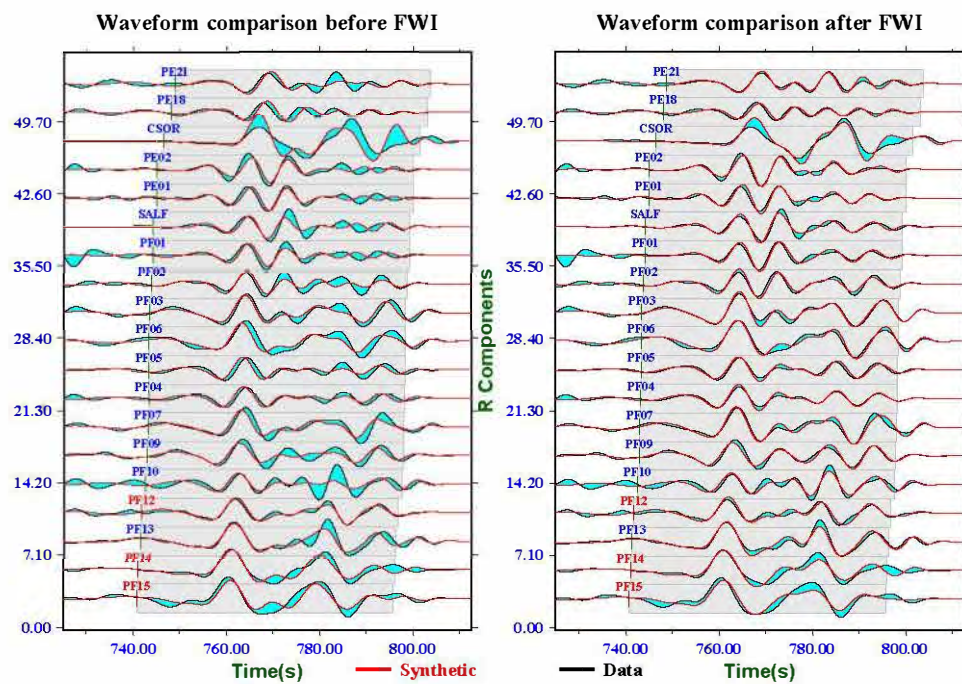 Waveform comparison before FWI
PE21
PE18
49.70
CSOR
PE02
PE01
42.60
SALF
PF01
35.50
PF02
PF03
PF06
28.40
PF05
PF04
21.30
PF07
PF09
PF10
14.20
PF12
PF13
7.10
PF14
PF15
0.00
740.00 760.00 780.00 800.00
Time(s)
Waveform comparison after FWI
R Components
PE21
PE18
49.70
CSOR
PE02
PE01
42.60
SALF
PF01
35.50
PF02
PF03
PF06
28.40
PF05
PF04
21.30
PF07
PF09
PF10
14.20
PF12
PF13
7.10
PF14
PF15
0.00
740.00 760.00 780.00 800.00
Time(s)
Synthetic
Data